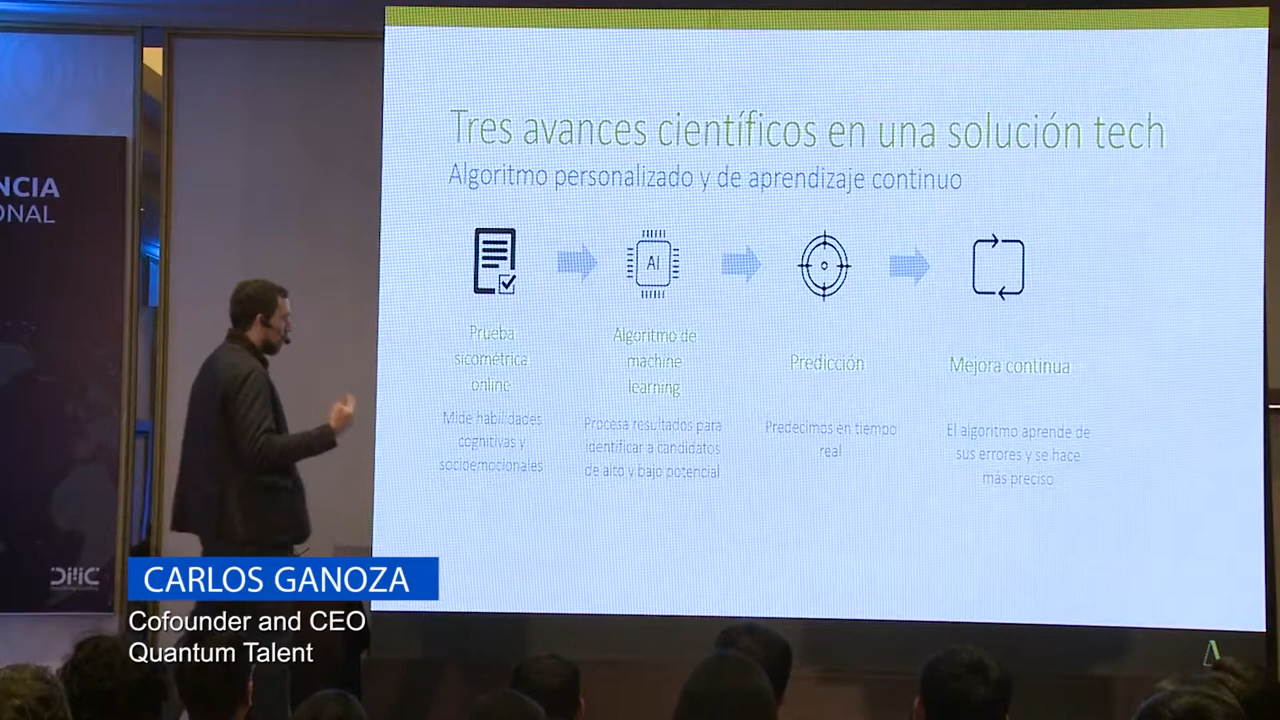 NCIA
ONAL
DMC
Tres avances científicos en una solución tech
Algoritmo personalizado y de aprendizaje continuo
AI
Prueba
sicométrica
online
Mide habilidades
cognitivas y
socioemocionales
Algoritmo de
machine
learning
Procesa resultados para
identificar a candidatos
de alto y bajo potencial
Predicción
Predecimos en tiempo
real
Mejora continua
El algoritmo aprende de
sus errores y se hace
más preciso
CARLOS GANOZA
Cofounder and CEO
Quantum Talent